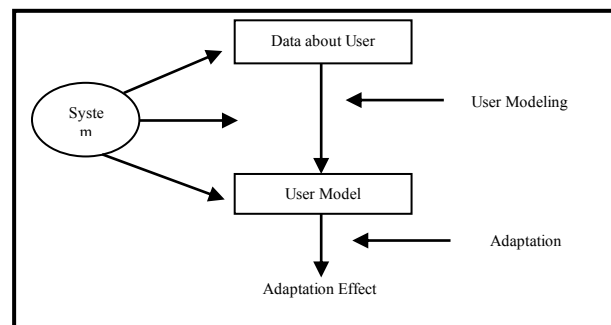 Data about User
Syste
m
User Modeling
User Model
Adaptation
Adaptation Effect